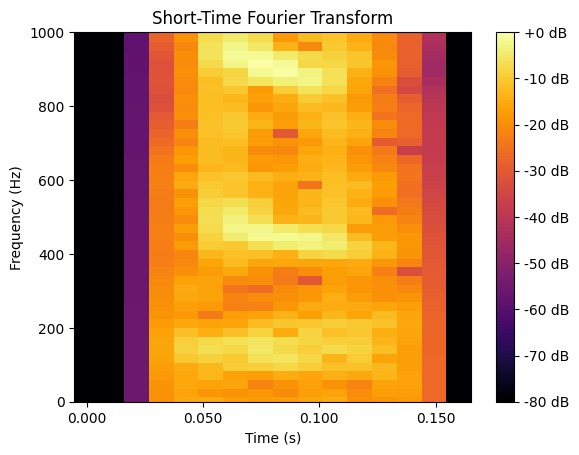 Short-Time Fourier Transform
1000
800
600
400
200
0
Frequency (Hz)
0.000
0.050
0.100
0.150
Time (s)
+0 dB
-10 dB
-20 dB
-30 dB
-40 dB
-50 dB
-60 dB
-70 dB
-80 dB